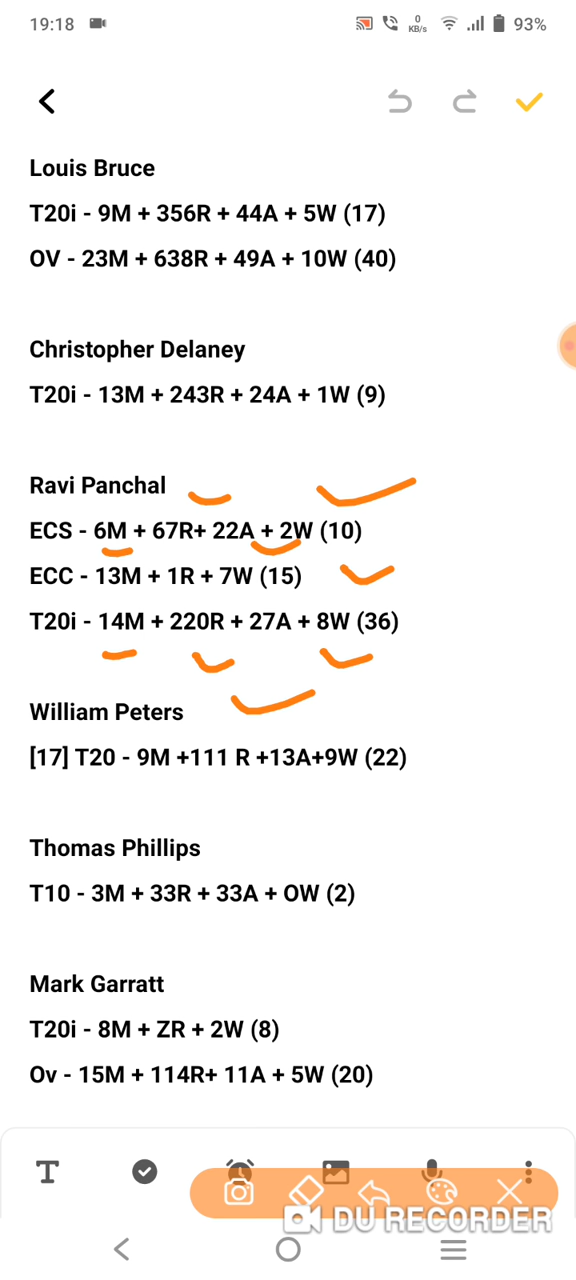 19:18
0
KB/s
93%
Louis Bruce
T20i - 9M + 356R + 44A + 5W (17)
OV - 23M + 638R + 49A + 10W (40)
Christopher Delaney
T20i - 13M + 243R + 24A + 1W (9)
Ravi Panchal
ECS - 6M + 67R+ 22A + 2W (10)
ECC - 13M + 1R + 7W (15)
T20i - 14M + 220R + 27A + 8W (36)
William Peters
[17] T20 - 9M +111 R +13A+9W (22)
Thomas Phillips
T10 - 3M + 33R + 33A + OW (2)
Mark Garratt
T20i - 8M + ZR + 2W (8)
Ov - 15M + 114R+ 11A + 5W (20)
T
DU RECORDER